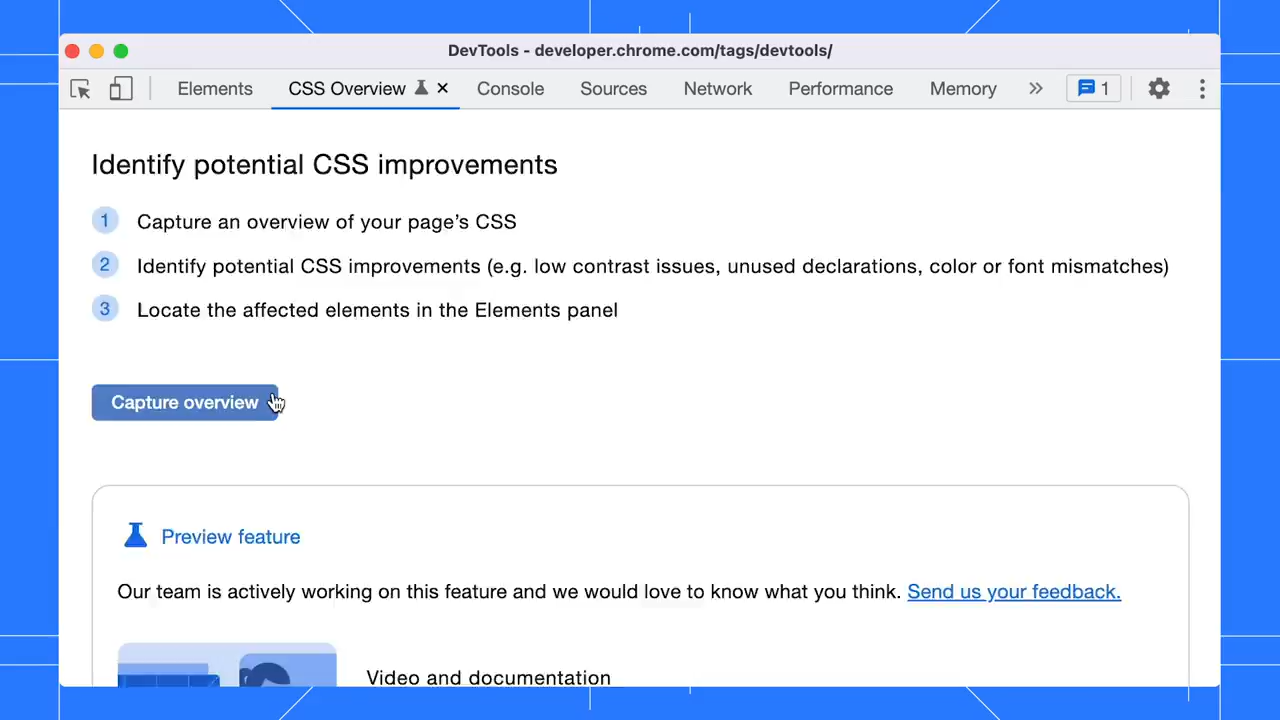 DevTools - developer.chrome.com/tags/devtools/
Elements CSS Overview Console Sources Network Performance Memory 1
Identify potential CSS improvements
1 Capture an overview of your page’s CSS
2 Identify potential CSS improvements (e.g. low contrast issues, unused declarations, color or font mismatches)
3 Locate the affected elements in the Elements panel
Capture overview
Preview feature
Our team is actively working on this feature and we would love to know what you think. Send us your feedback.
Video and documentation